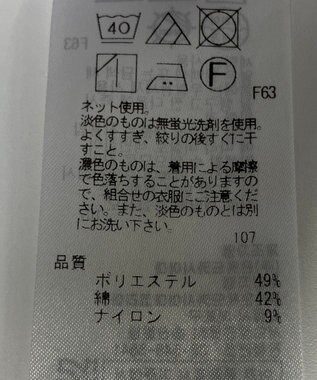 40
F
F63
ネット使用。
淡色のものは無蛍光洗剤を使用。
よくすすぎ、絞りの後すぐに干
すこと。
濃色のものは、着用による摩擦
で色落ちすることがありますの
で、組合せの衣服にご注意くだ
さい。また、淡色のものとは別
にお洗い下さい。
107
品質
ポリエステル 49%
綿 42%
ナイロン 9%